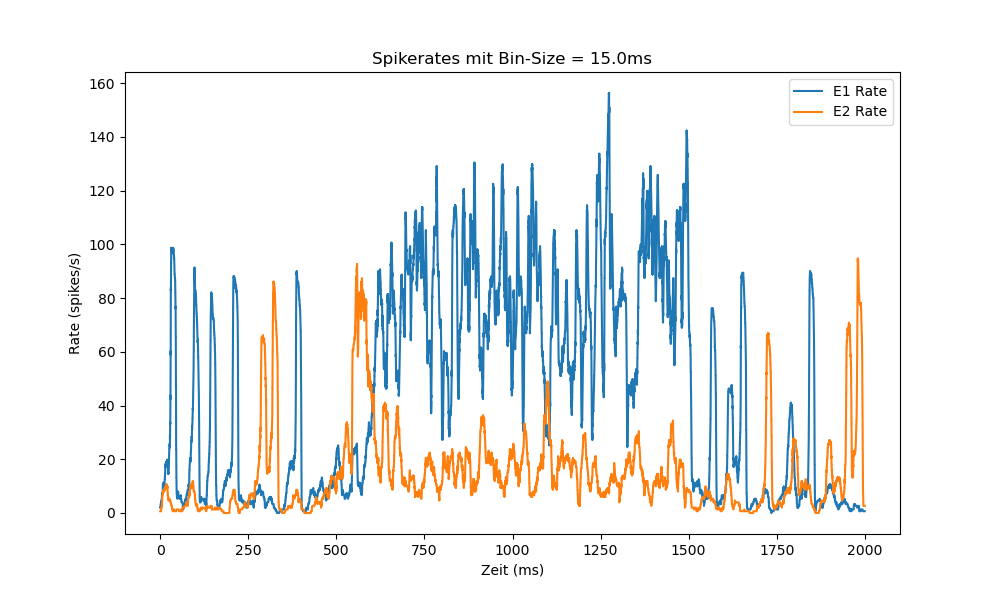 Spikerates mit Bin-Size = 15.0ms
E1 Rate
E2 Rate
Rate (spikes/s)
160
140
120
100
80
60
40
20
0
0 250 500 750 1000 1250 1500 1750 2000
Zeit (ms)